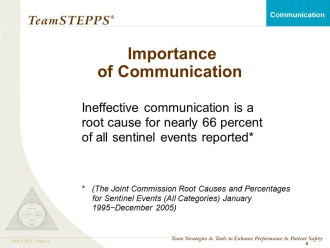 Communication
TeamSTEPPS®
Importance
of Communication
Ineffective communication is a
root cause for nearly 66 percent
of all sentinel events reported*
* (The Joint Commission Root Causes and Percentages
for Sentinel Events (All Categories) January
1995−December 2005)
Team Strategies & Tools to Enhance Performance & Patient Safety
4